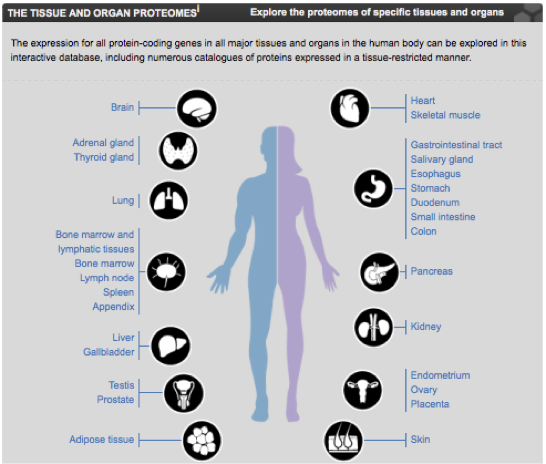 THE TISSUE AND ORGAN PROTEOMESi
Explore the proteomes of specific tissues and organs
The expression for all protein-coding genes in all major tissues and organs in the human body can be explored in this
interactive database, including numerous catalogues of proteins expressed in a tissue-restricted manner.
Brain
Adrenal gland
Thyroid gland
Lung
Bone marrow and
lymphatic tissues
Bone marrow
Lymph node
Spleen
Appendix
Liver
Gallbladder
Testis
Prostate
Adipose tissue
Heart
Skeletal muscle
Gastrointestinal tract
Salivary gland
Esophagus
Stomach
Duodenum
Small intestine
Colon
Pancreas
Kidney
Endometrium
Ovary
Placenta
Skin